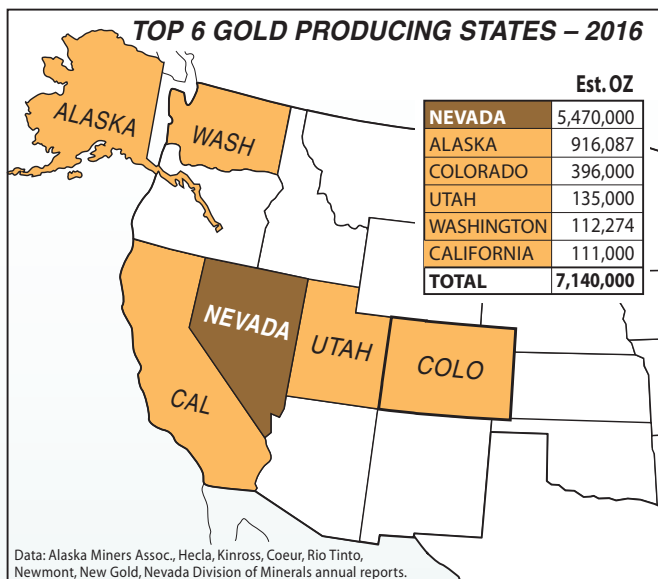 TOP 6 GOLD PRODUCING STATES – 2016
Est. OZ
NEVADA 5,470,000
ALASKA 916,087
COLORADO 396,000
UTAH 135,000
WASHINGTON 112,274
CALIFORNIA 111,000
TOTAL 7,140,000
ALASKA
WASH
NEVADA
UTAH
COLO
CAL
Data: Alaska Miners Assoc., Hecla, Kinross, Coeur, Rio Tinto,
Newmont, New Gold, Nevada Division of Minerals annual reports.